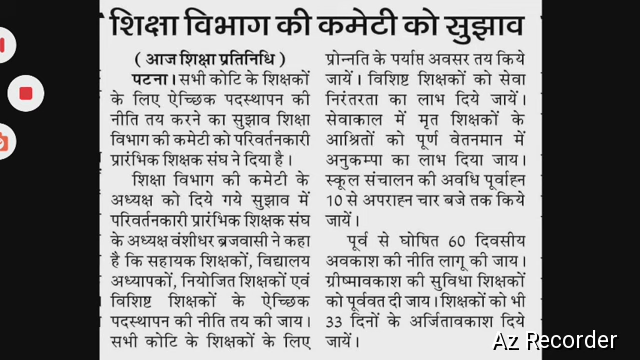 शिक्षा विभाग की कमेटी को सुझाव
( आज शिक्षा प्रतिनिधि )
पटना। सभी कोटि के शिक्षकों
के लिए ऐच्छिक पदस्थापन की
नीति तय करने का सुझाव शिक्षा
विभाग की कमेटी को परिवर्तनकारी
प्रारंभिक शिक्षक संघ ने दिया है।
शिक्षा विभाग की कमेटी के
अध्यक्ष को दिये गये सुझाव में
परिवर्तनकारी प्रारंभिक शिक्षक संघ
के अध्यक्ष वंशीधर ब्रजवासी ने कहा
है कि सहायक शिक्षकों, विद्यालय
अध्यापकों, नियोजित शिक्षकों एवं
विशिष्ट शिक्षकों के ऐच्छिक
पदस्थापन की नीति तय की जाय।
सभी कोटि के शिक्षकों के लिए
प्रोन्नति के पर्याप्त अवसर तय किये
जायें। विशिष्ट शिक्षकों को सेवा
निरंतरता का लाभ दिये जायें।
सेवाकाल में मृत शिक्षकों के
आश्रितों को पूर्ण वेतनमान में
अनुकम्पा का लाभ दिया जाय।
स्कूल संचालन की अवधि पूर्वाह्न
10 से अपराह्न चार बजे तक किये
जायें।
पूर्व से घोषित 60 दिवसीय
अवकाश की नीति लागू की जाय।
ग्रीष्मावकाश की सुविधा शिक्षकों
को पूर्ववत दी जाय। शिक्षकों को भी
33 दिनों के अर्जितावकाश दिये
जायें।
Az Recorder